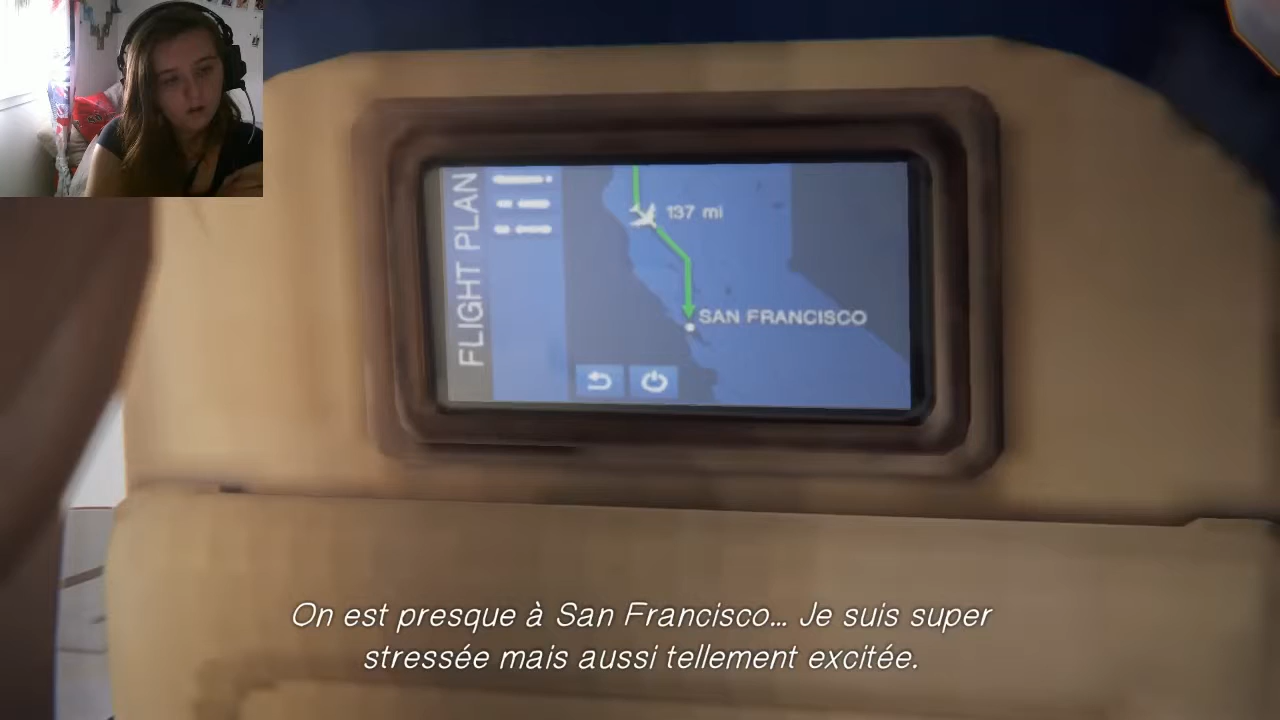 FLIGHT PLAN
137 mi
SAN FRANCISCO
On est presque à San Francisco... Je suis super
stressée mais aussi tellement excitée.